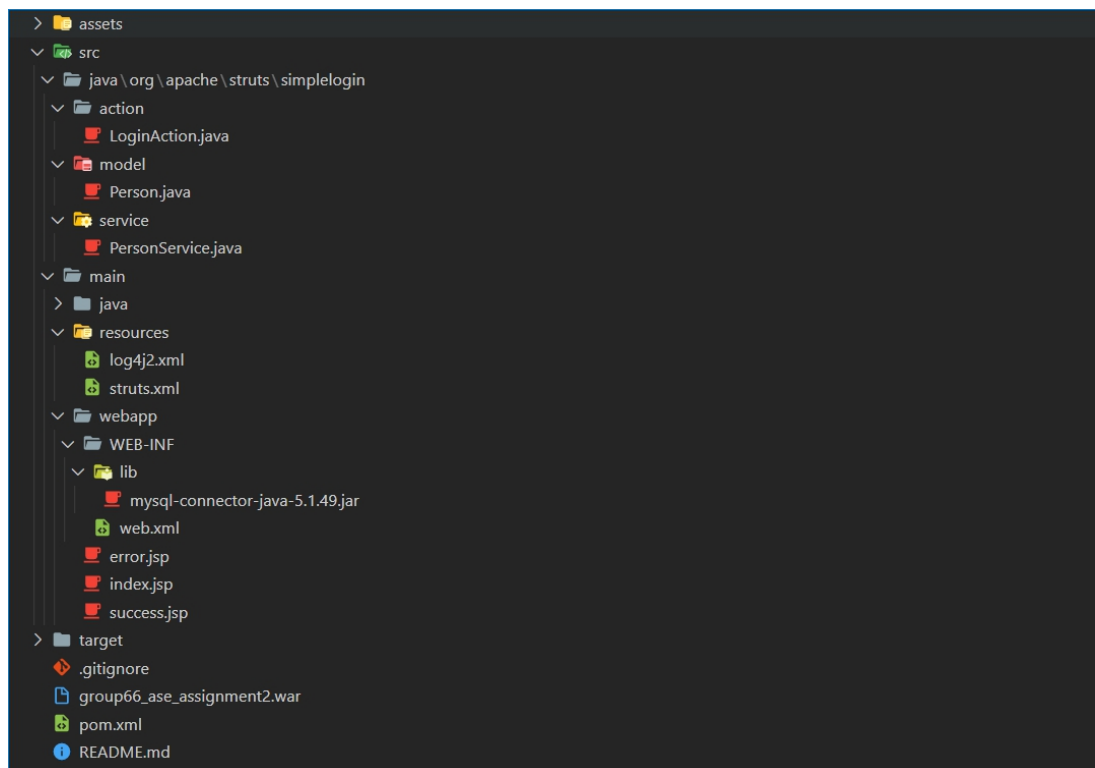 assets
src
java\org\apache\struts\simplelogin
action
LoginAction.java
model
Person.java
service
PersonService.java
main
java
resources
log4j2.xml
struts.xml
webapp
WEB-INF
lib
mysql-connector-java-5.1.49.jar
web.xml
error.jsp
index.jsp
success.jsp
target
.gitignore
group66_ase_assignment2.war
pom.xml
README.md